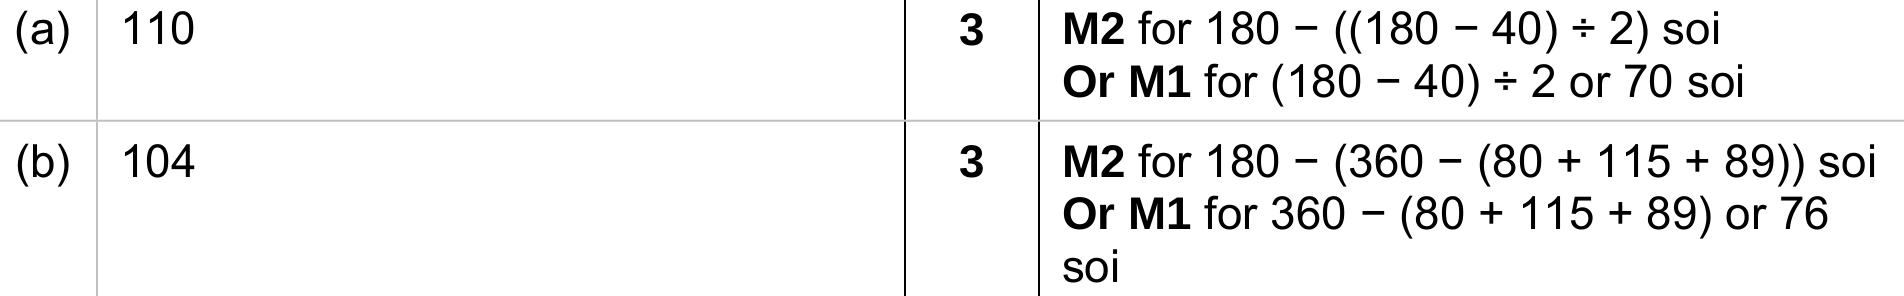 (a) 110 3 M2 for 180 − ((180 − 40) ÷ 2) soi
Or M1 for (180 − 40) ÷ 2 or 70 soi
(b) 104 3 M2 for 180 − (360 − (80 + 115 + 89)) soi
Or M1 for 360 − (80 + 115 + 89) or 76
soi